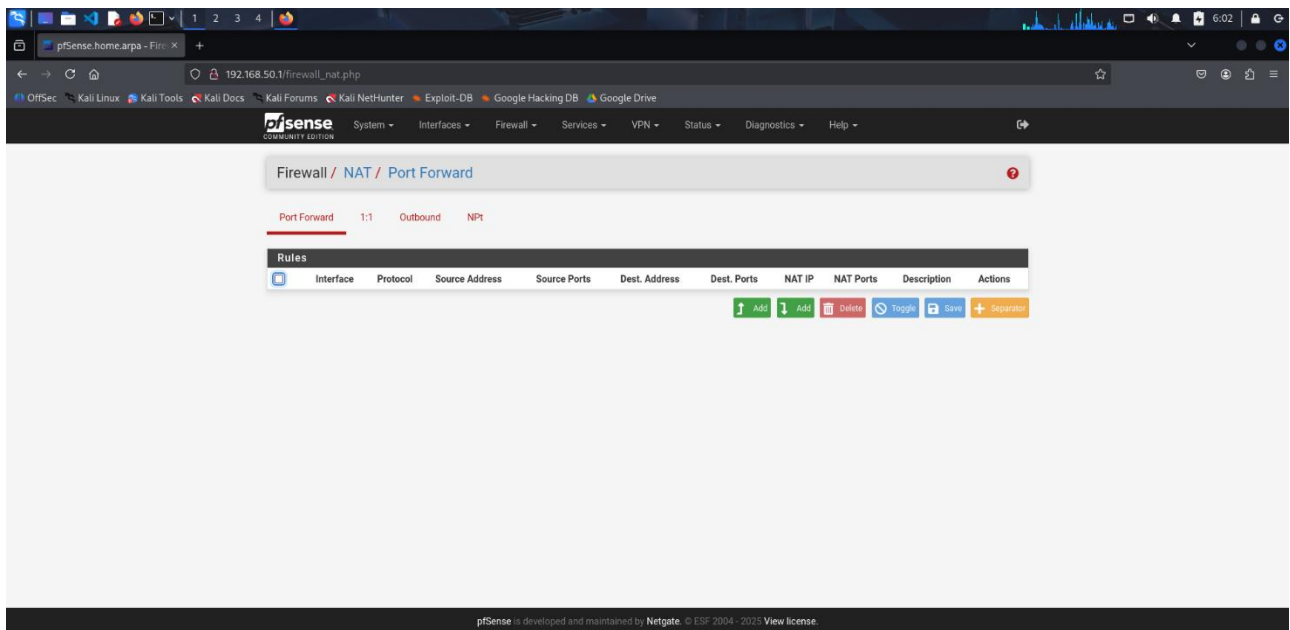 1 2 3 4
6:02
pfSense.home.arpa - Fire
192.168.50.1/firewall_nat.php
OffSec Kali Linux Kali Tools Kali Docs Kali Forums Kali NetHunter Exploit-DB Google Hacking DB Google Drive
pfsense System Interfaces Firewall Services VPN Status Diagnostics Help
COMMUNITY EDITION
Firewall / NAT / Port Forward
Port Forward 1:1 Outbound NPt
Rules
Interface Protocol Source Address Source Ports Dest. Address Dest. Ports NAT IP NAT Ports Description Actions
Add Add Delete Toggle Save Separator
pfSense is developed and maintained by Netgate. © ESF 2004 - 2025 View license.